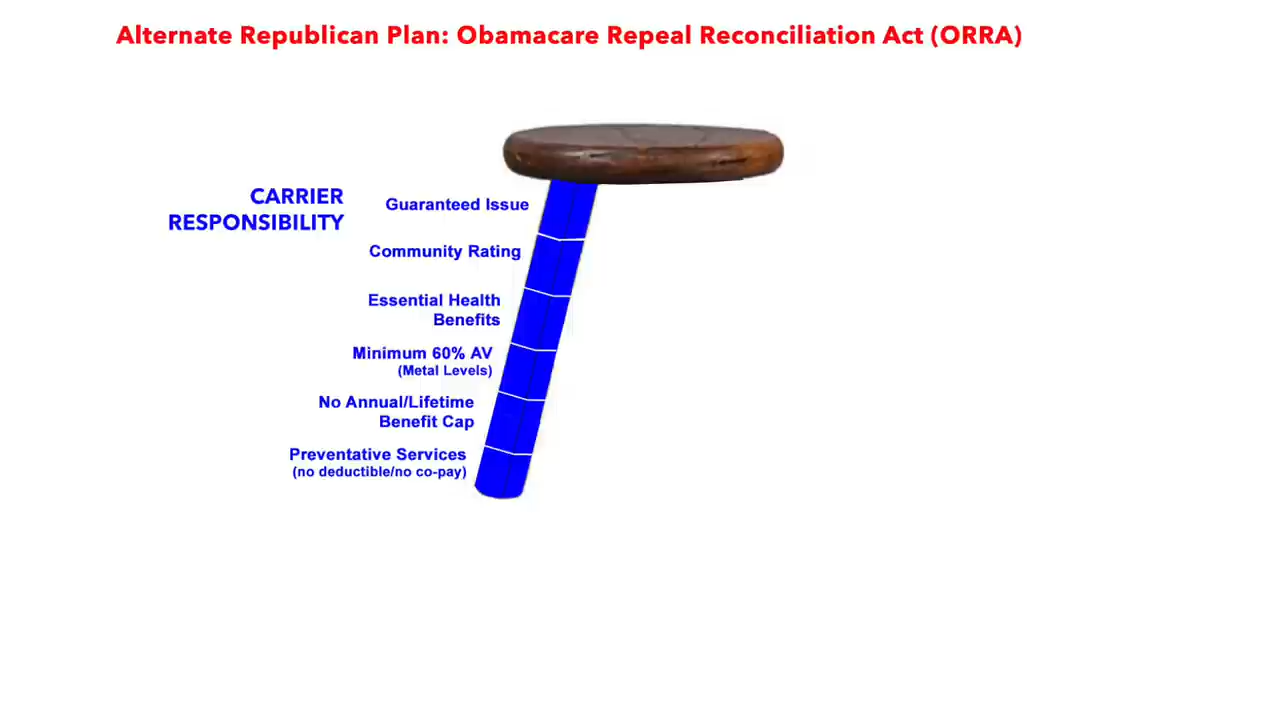 Alternate Republican Plan: Obamacare Repeal Reconciliation Act (ORRA)
CARRIER
RESPONSIBILITY
Guaranteed Issue
Community Rating
Essential Health
Benefits
Minimum 60% AV
(Metal Levels)
No Annual/Lifetime
Benefit Cap
Preventative Services
(no deductible/no co-pay)